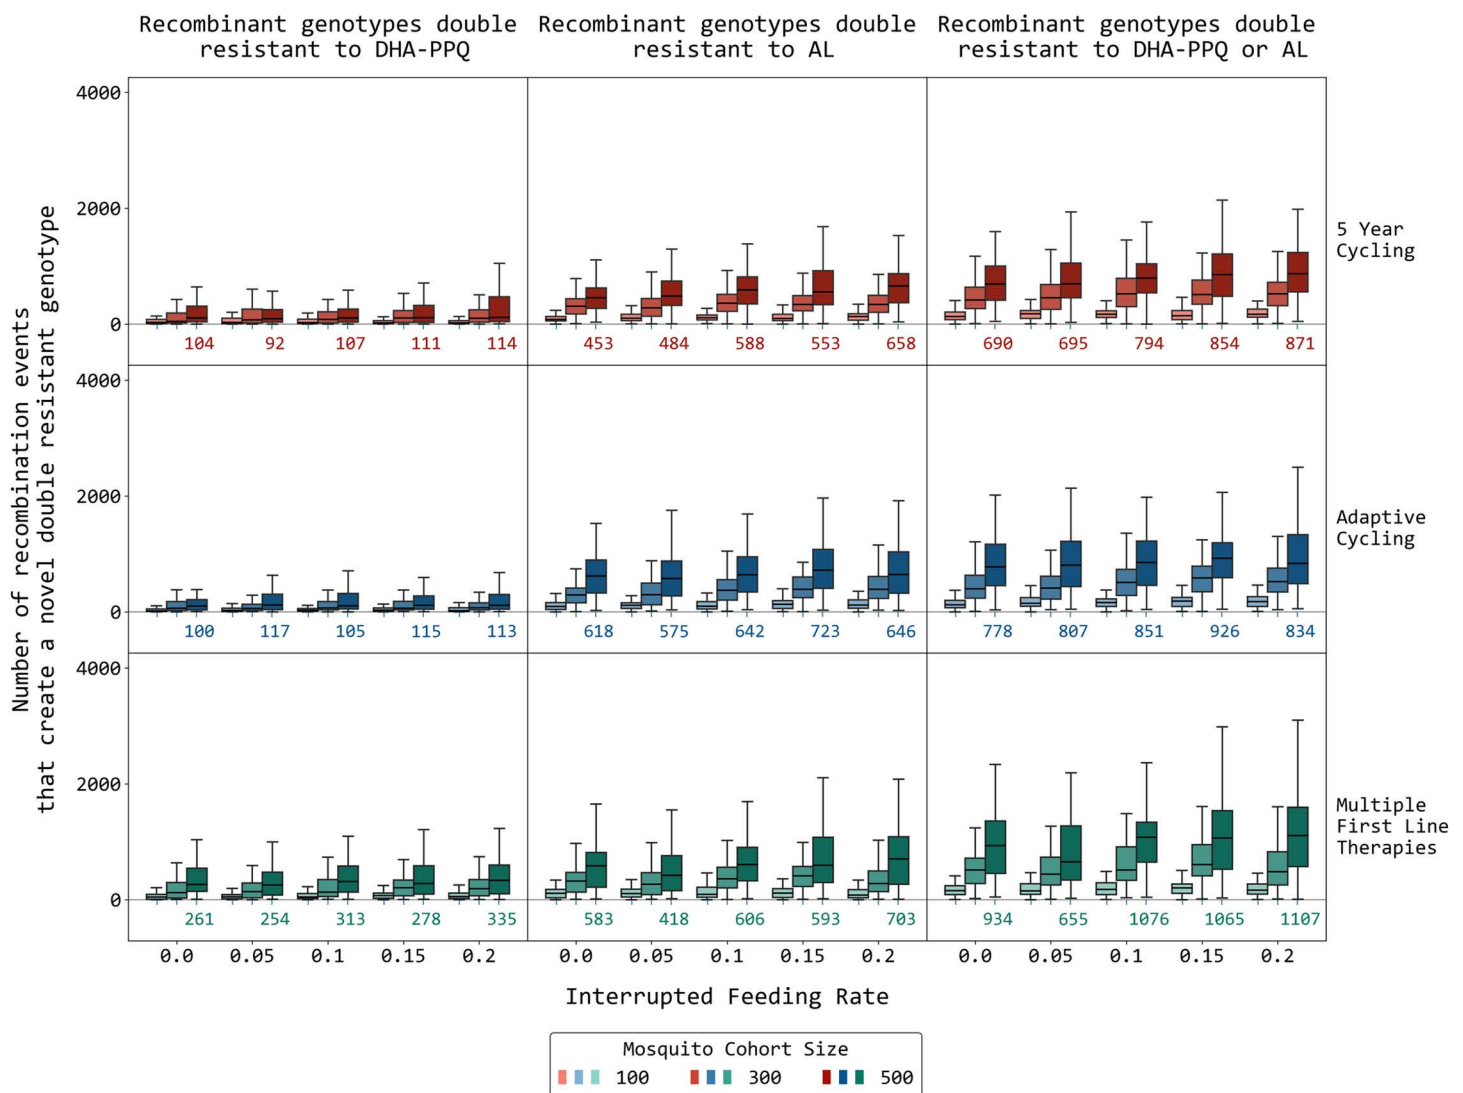 Recombinant genotypes double
resistant to DHA-PPQ
Recombinant genotypes double
resistant to AL
Recombinant genotypes double
resistant to DHA-PPQ or AL
Number of recombination events
that create a novel double resistant genotype
4000
2000
0
104 92 107 111 114
453 484 588 553 658
690 695 794 854 871
5 Year
Cycling
4000
2000
0
100 117 105 115 113
618 575 642 723 646
778 807 851 926 834
Adaptive
Cycling
4000
2000
0
261 254 313 278 335
583 418 606 593 703
934 655 1076 1065 1107
Multiple
First Line
Therapies
0.0 0.05 0.1 0.15 0.2
0.0 0.05 0.1 0.15 0.2
0.0 0.05 0.1 0.15 0.2
Interrupted Feeding Rate
Mosquito Cohort Size
100 300 500